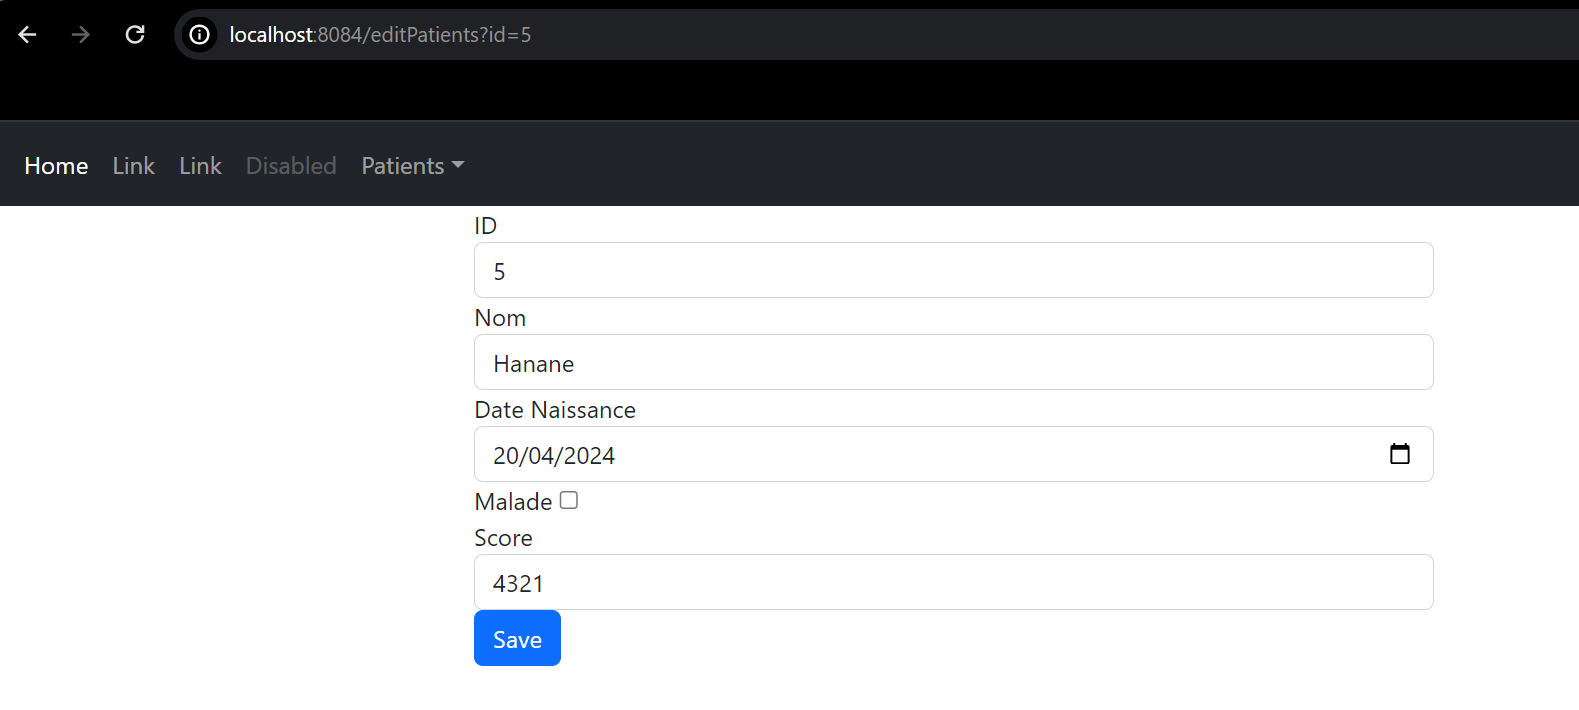 localhost:8084/editPatients?id=5
Home Link Link Disabled Patients
ID
5
Nom
Hanane
Date Naissance
20/04/2024
Malade
Score
4321
Save